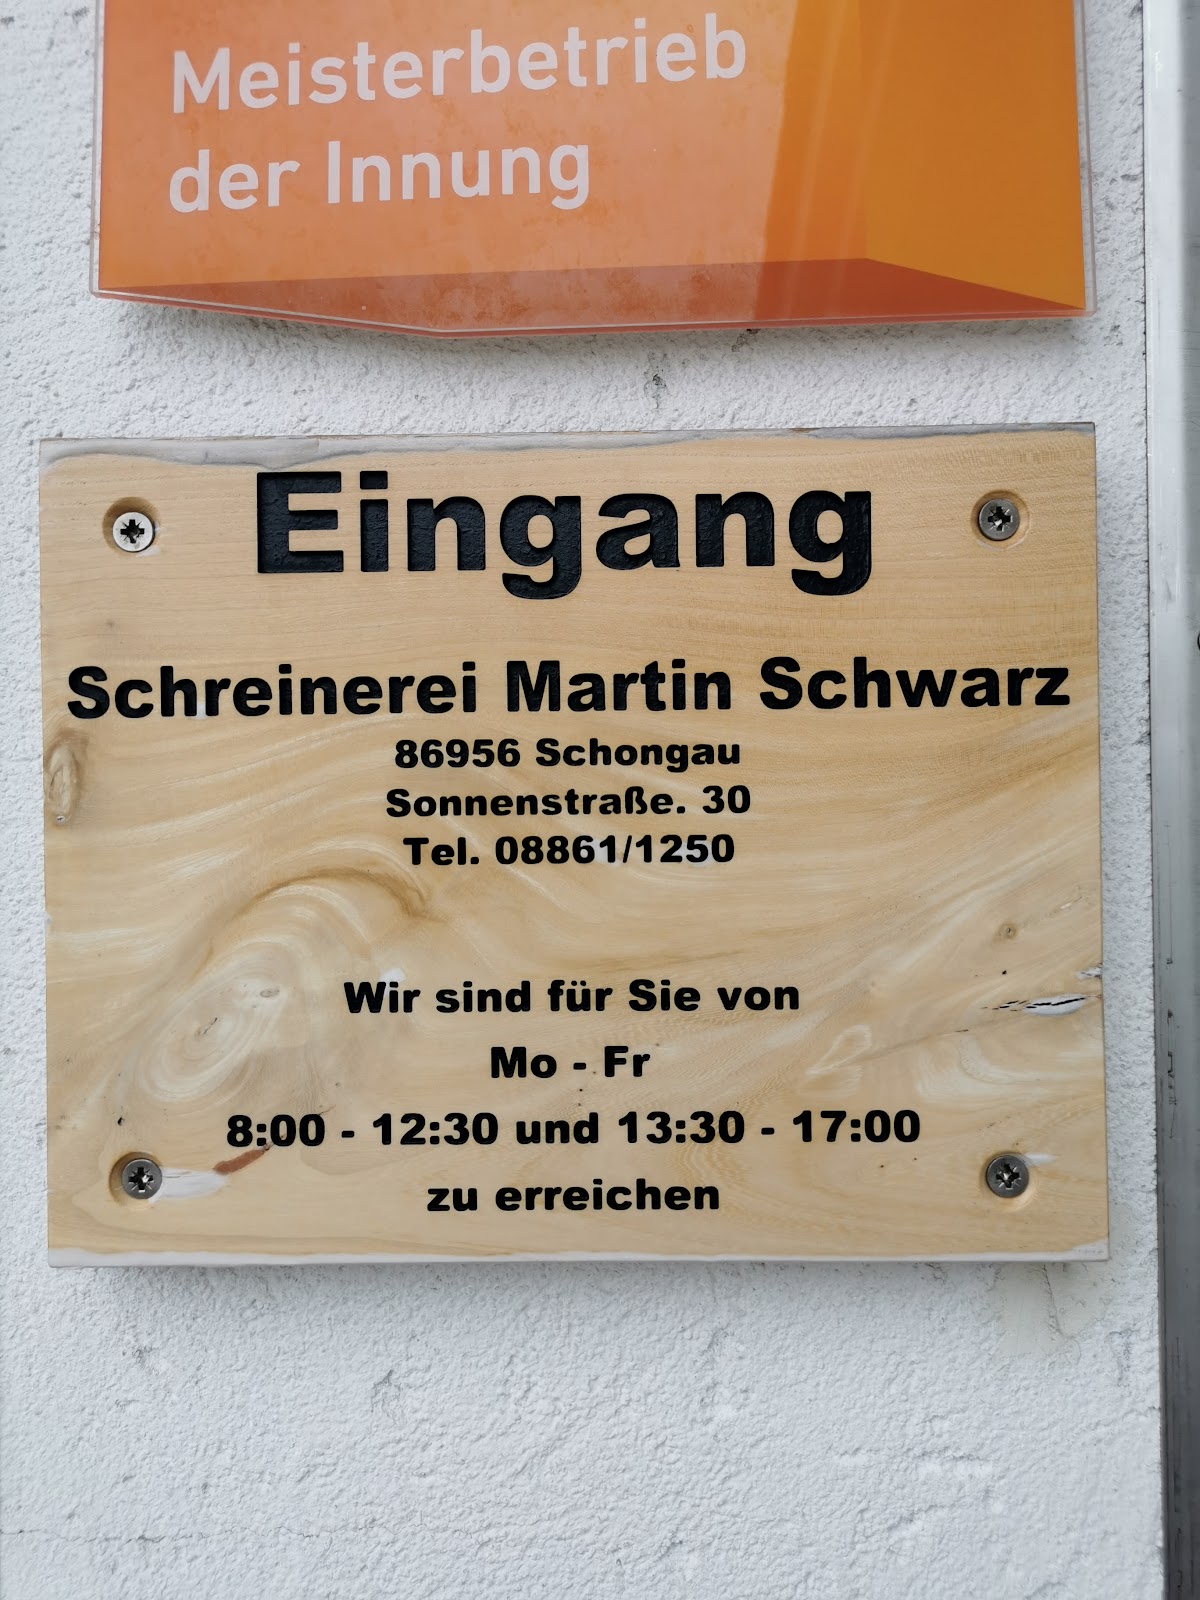 Meisterbetrieb
der Innung
Eingang
Schreinerei Martin Schwarz
86956 Schongau
Sonnenstraße. 30
Tel. 08861/1250
Wir sind für Sie von
Mo - Fr
8:00 - 12:30 und 13:30 - 17:00
zu erreichen